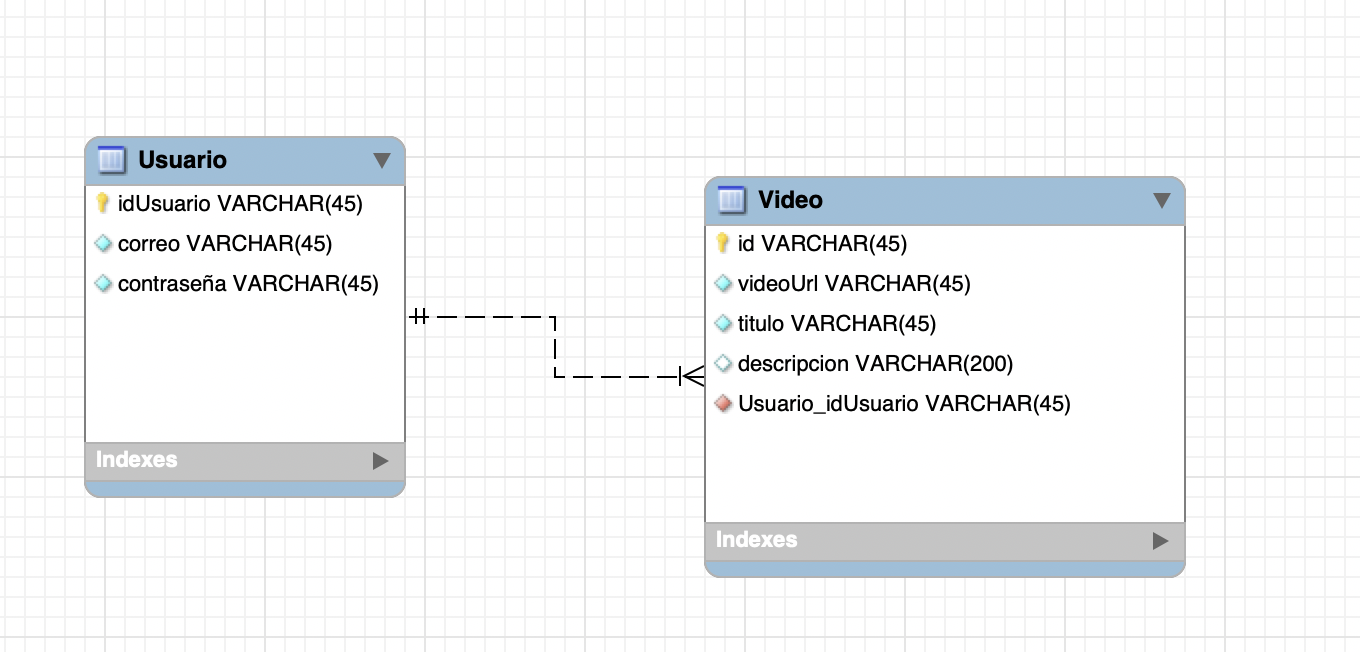 Usuario
idUsuario VARCHAR(45)
correo VARCHAR(45)
contraseña VARCHAR(45)
Indexes
Video
id VARCHAR(45)
videoUrl VARCHAR(45)
titulo VARCHAR(45)
descripcion VARCHAR(200)
Usuario_idUsuario VARCHAR(45)
Indexes